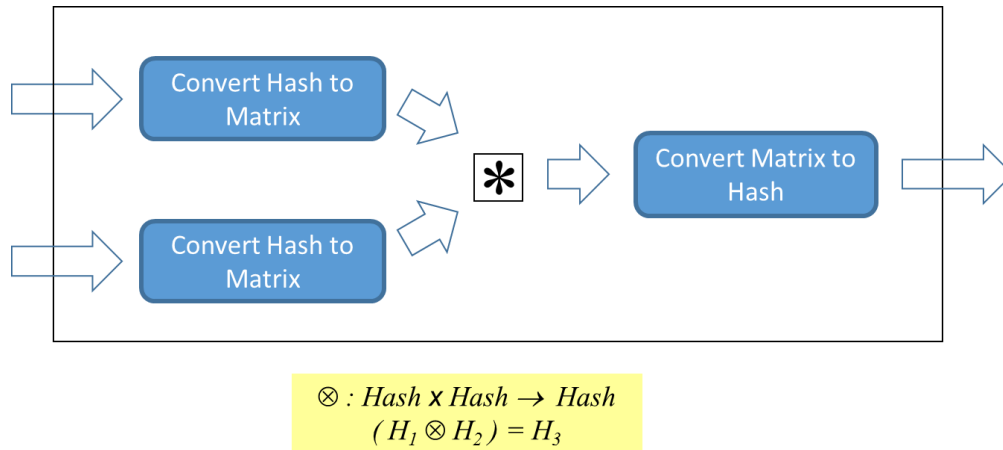 Convert Hash to
Matrix
*
Convert Matrix to
Hash
Convert Hash to
Matrix
⊗ : Hash x Hash → Hash
( H₁ ⊗ H₂ ) = H₃